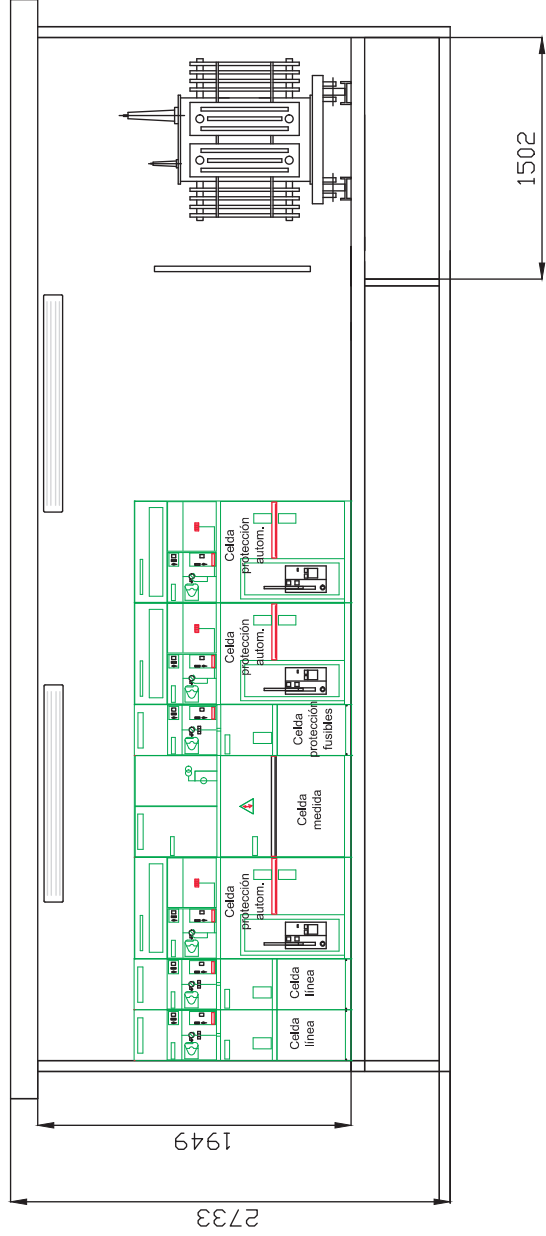 1502
Celda
protección
autom.
Celda
protección
autom.
Celda
protección
fusibles
Celda
medida
Celda
protección
autom.
Celda
línea
Celda
línea
1949
2733